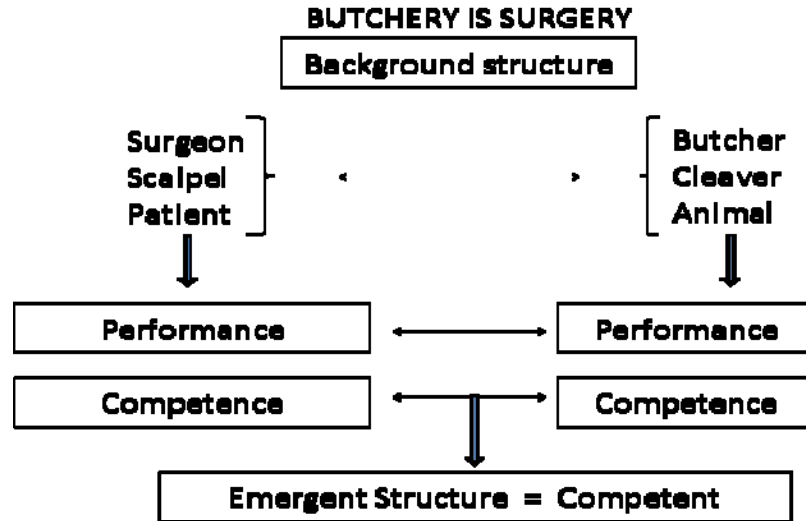 BUTCHERY IS SURGERY
Background structure
Surgeon
Scalpel
Patient
Butcher
Cleaver
Animal
Performance
Performance
Competence
Competence
Emergent Structure = Competent